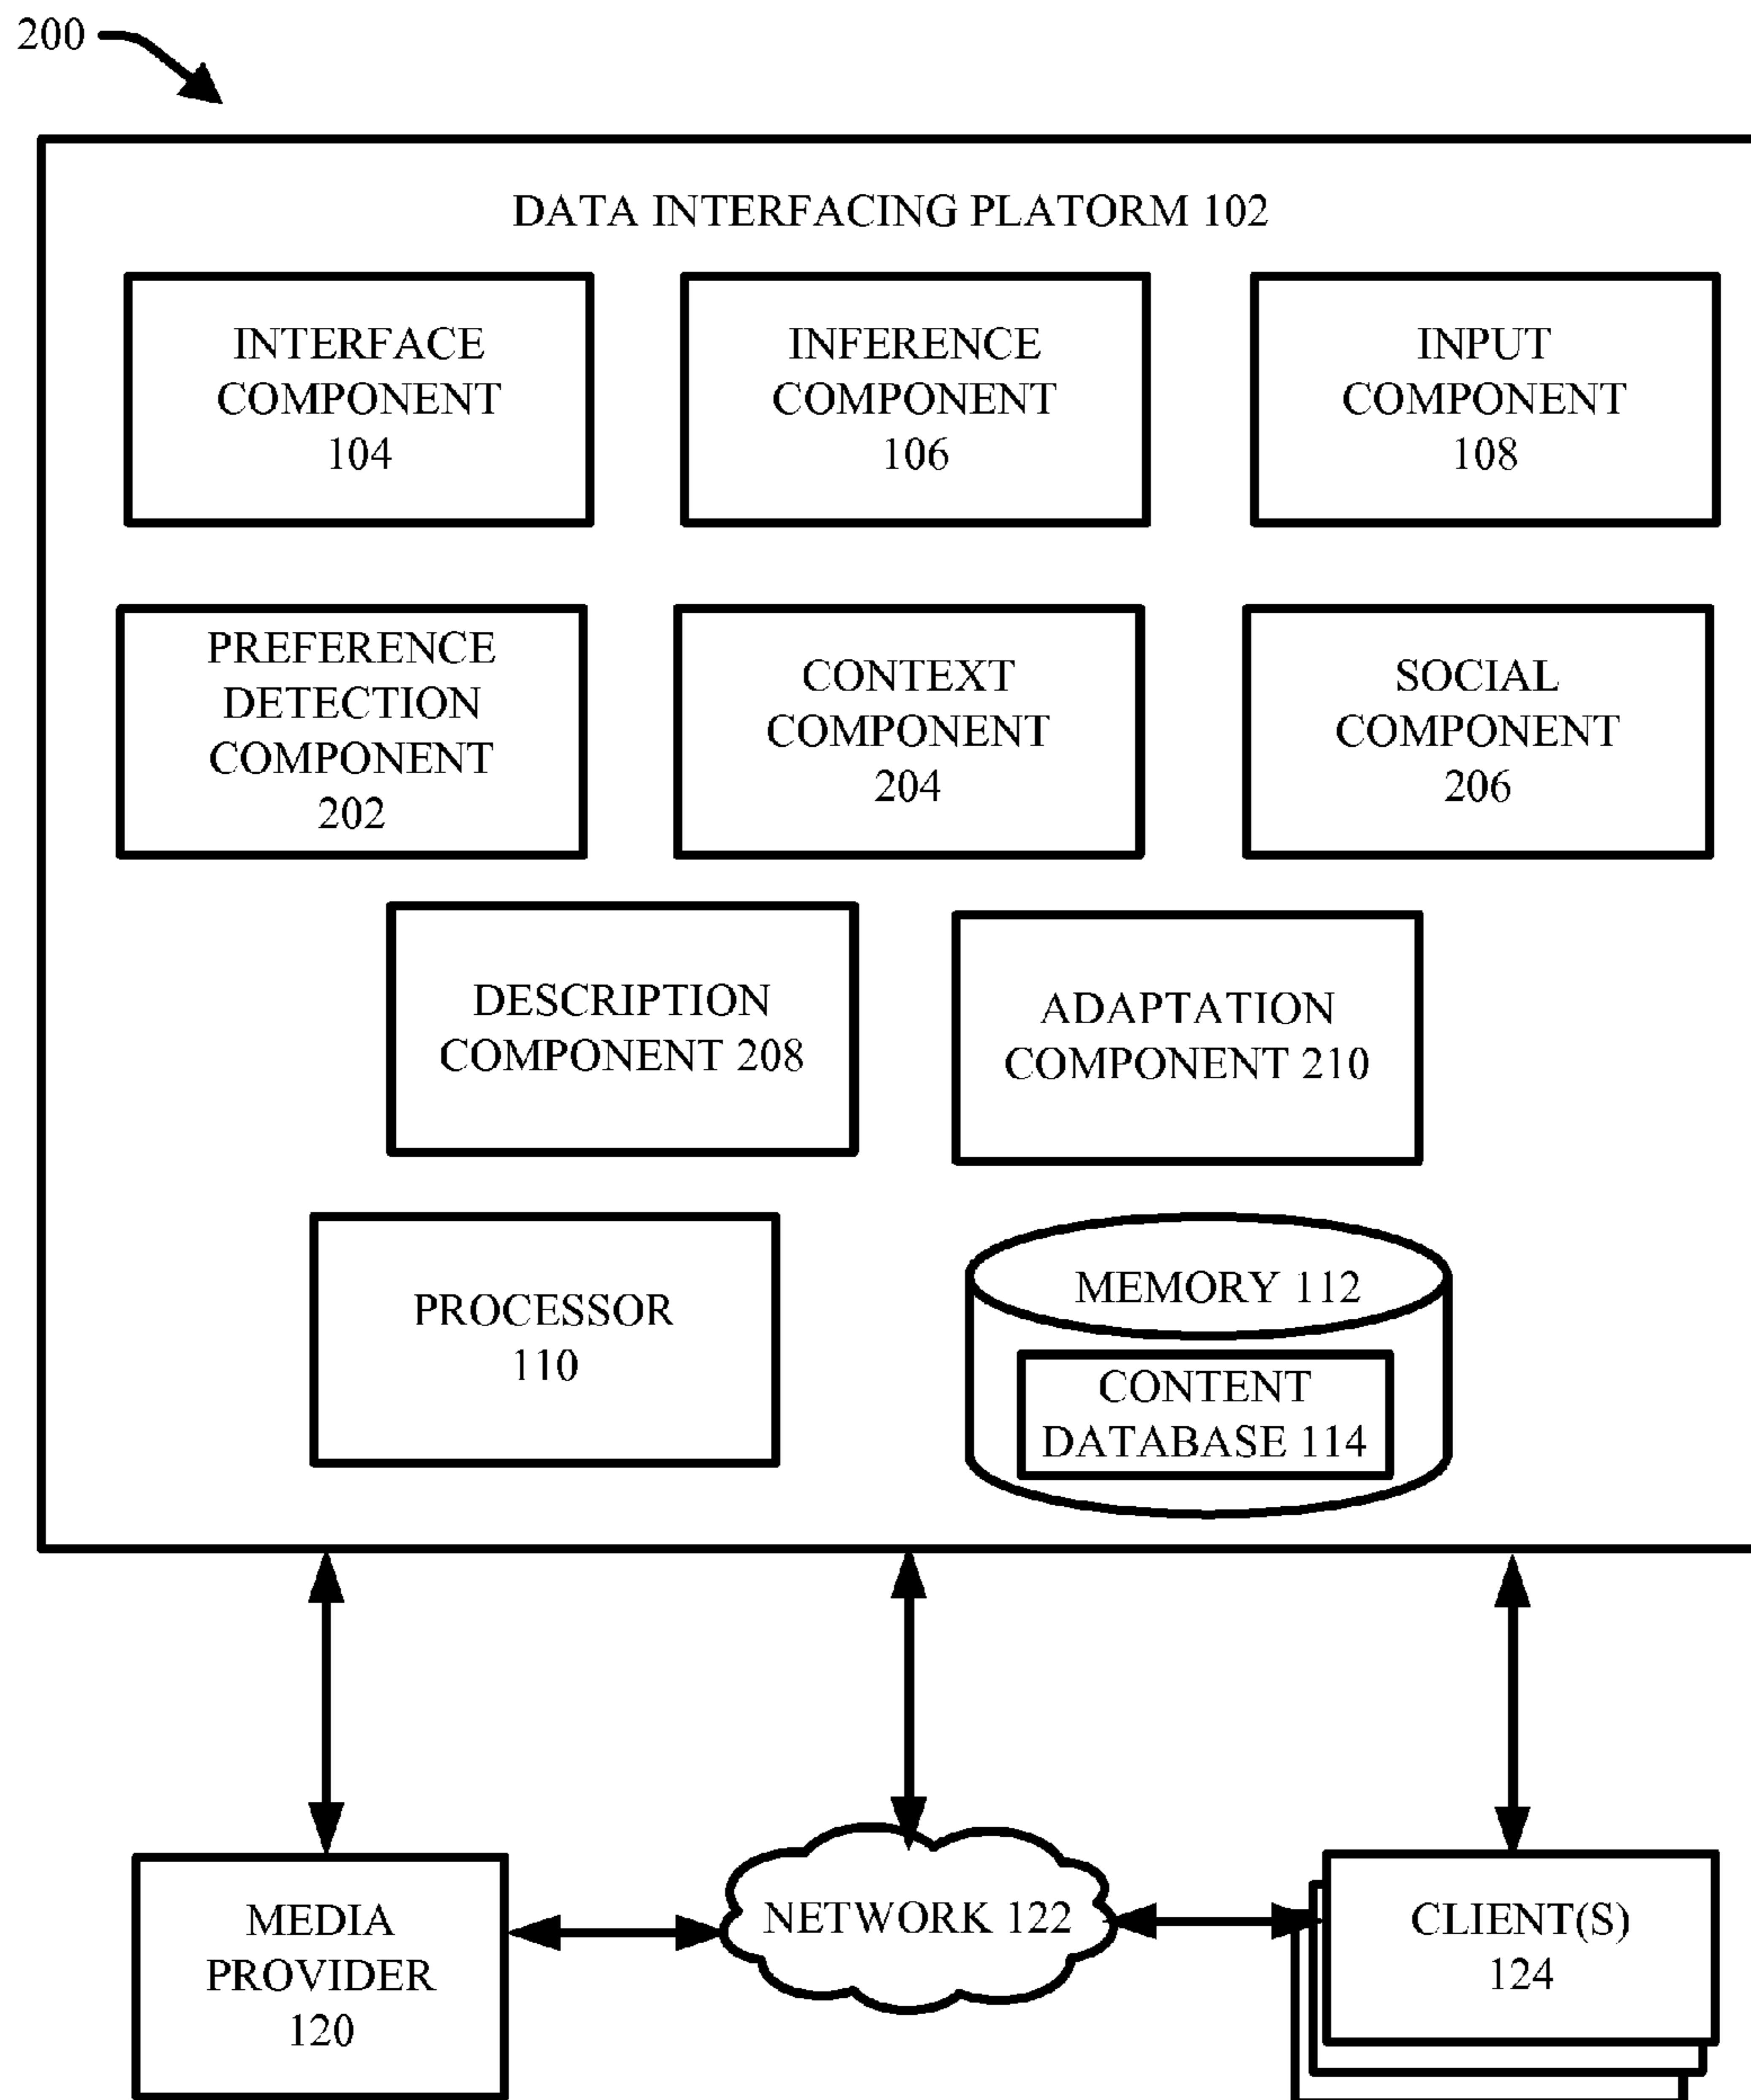 200
DATA INTERFACING PLATORM 102
INTERFACE
COMPONENT
104
INFERENCE
COMPONENT
106
INPUT
COMPONENT
108
PREFERENCE
DETECTION
COMPONENT
202
CONTEXT
COMPONENT
204
SOCIAL
COMPONENT
206
DESCRIPTION
COMPONENT 208
ADAPTATION
COMPONENT 210
PROCESSOR
110
MEMORY 112
CONTENT
DATABASE 114
MEDIA
PROVIDER
120
NETWORK 122
CLIENT(S)
124